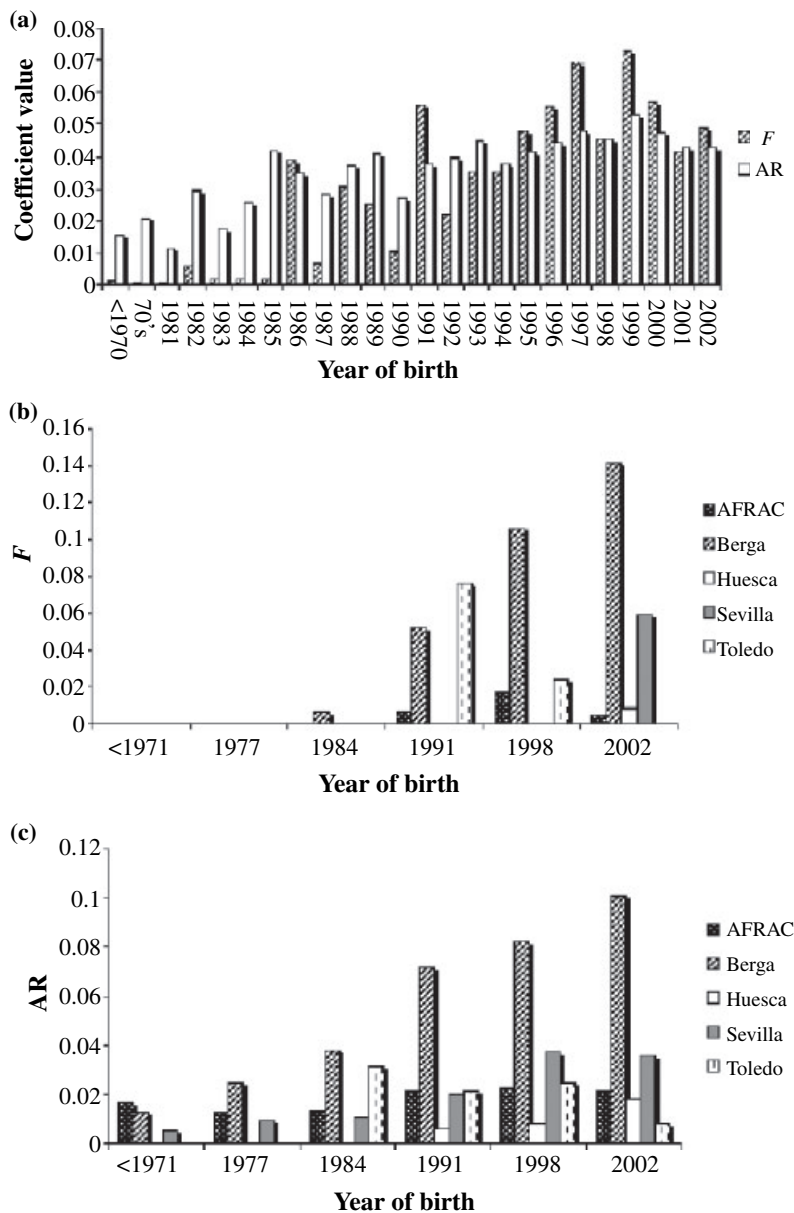 (a)
0.08
0.07
0.06
0.05
0.04
0.03
0.02
0.01
0
Coefficient value
F
AR
<1970
70's
1981
1982
1983
1984
1985
1986
1987
1988
1989
1990
1991
1992
1993
1994
1995
1996
1997
1998
1999
2000
2001
2002
Year of birth
(b)
0.16
0.14
0.12
0.1
0.08
0.06
0.04
0.02
0
F
AFRAC
Berga
Huesca
Sevilla
Toledo
<1971 1977 1984 1991 1998 2002
Year of birth
(c)
0.12
0.1
0.08
0.06
0.04
0.02
0
AR
AFRAC
Berga
Huesca
Sevilla
Toledo
<1971 1977 1984 1991 1998 2002
Year of birth